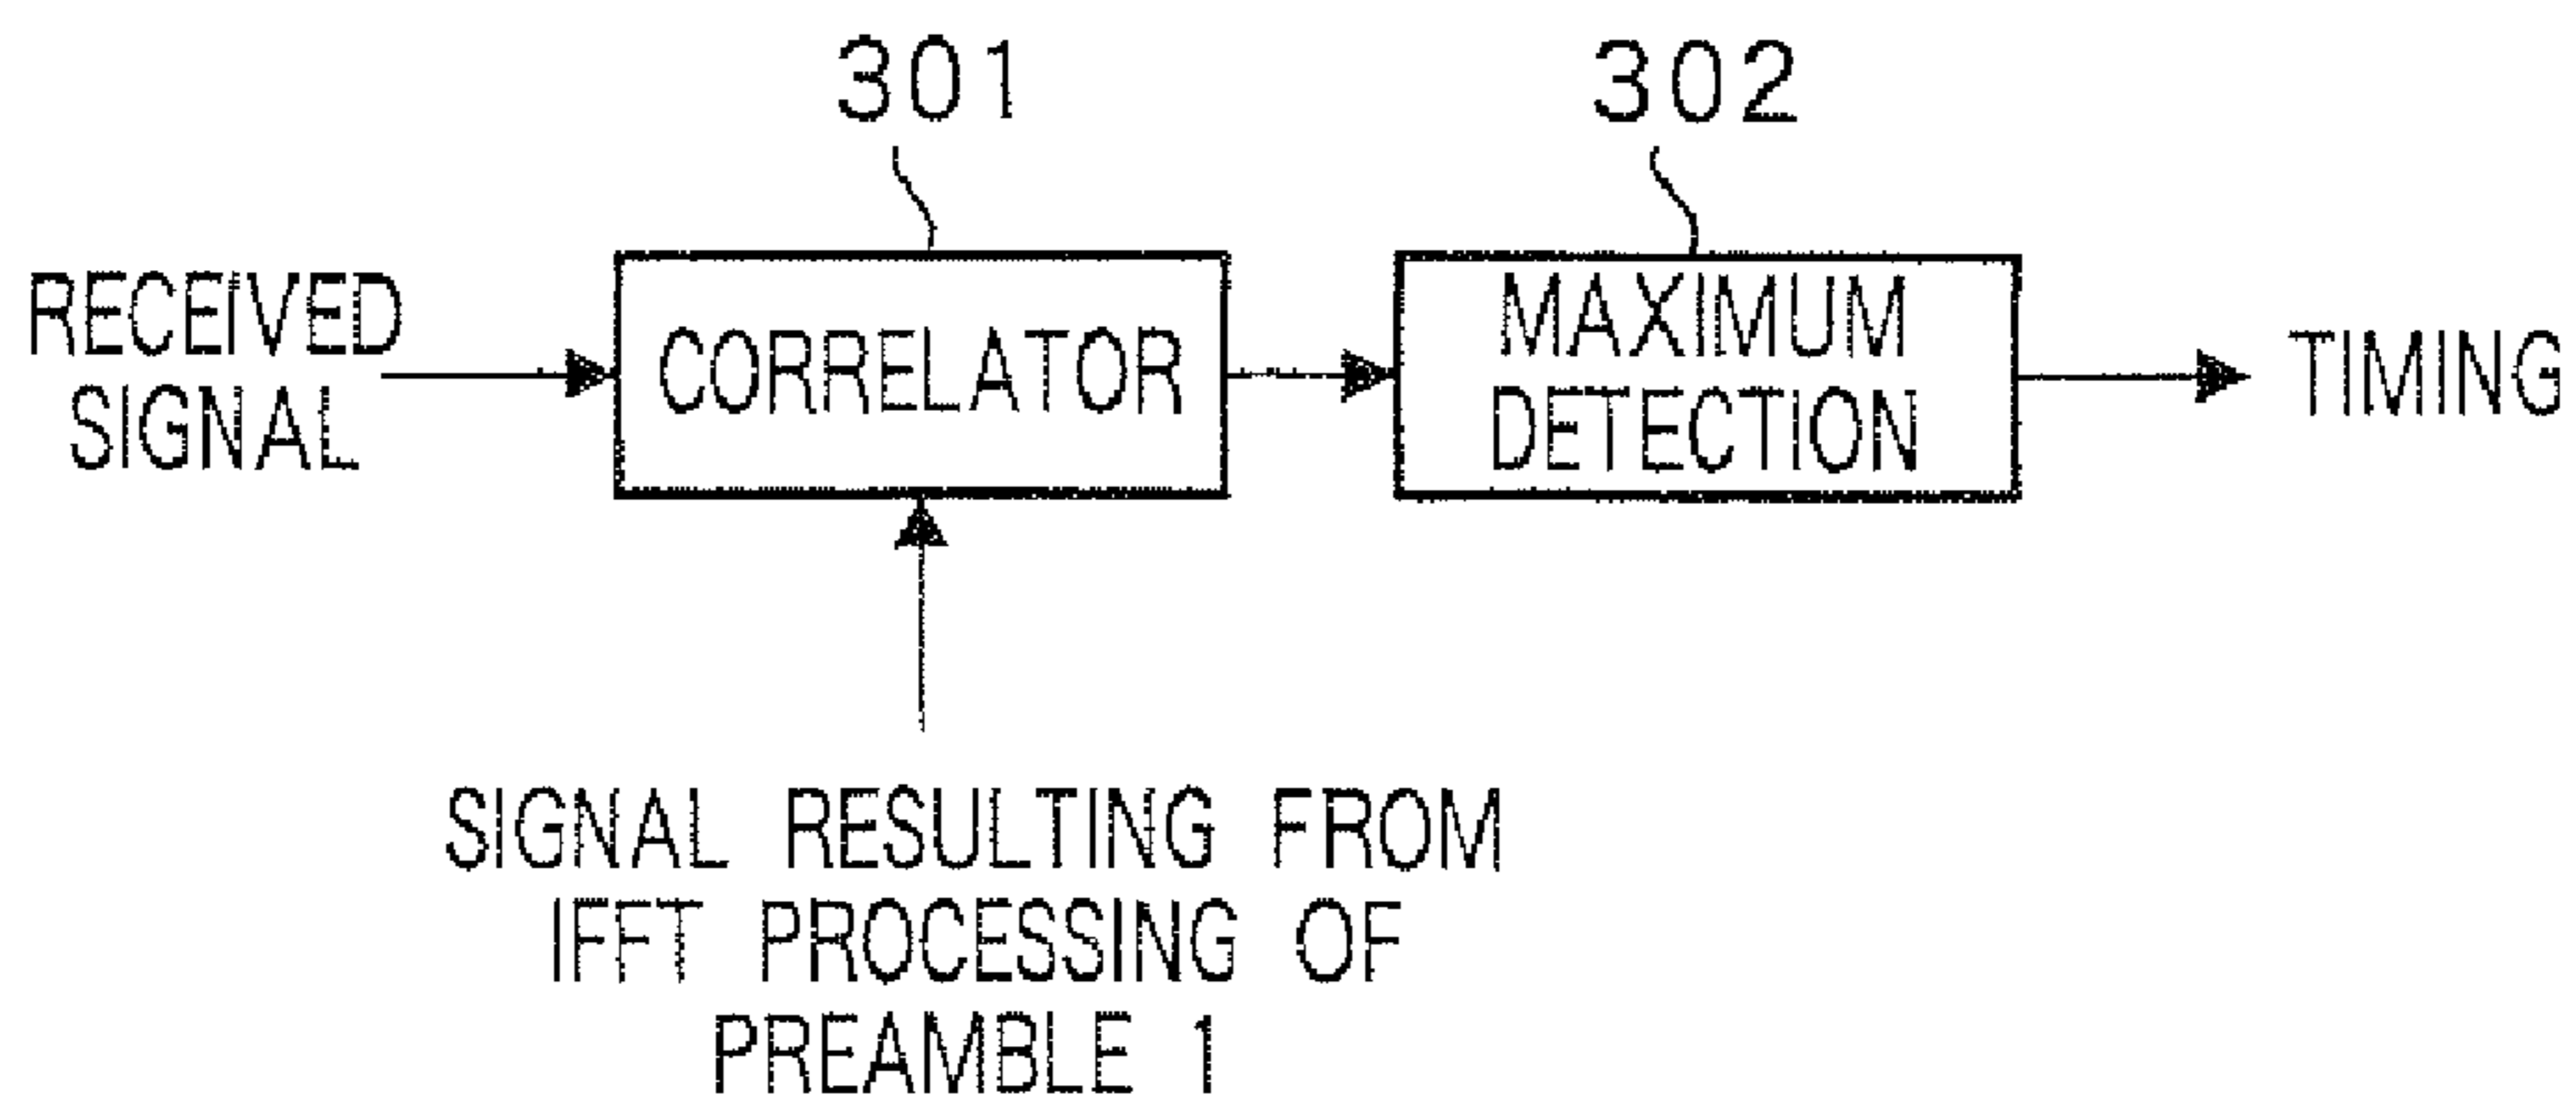 301
302
RECEIVED
SIGNAL
CORRELATOR
MAXIMUM
DETECTION
TIMING
SIGNAL RESULTING FROM
IFFT PROCESSING OF
PREAMBLE 1